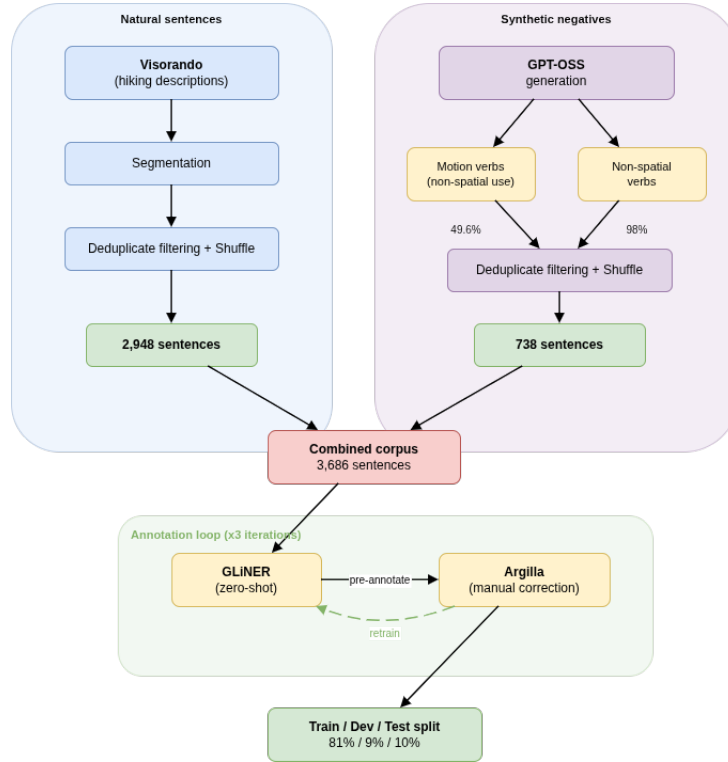 Natural sentences
Visorando
(hiking descriptions)
Segmentation
Deduplicate filtering + Shuffle
2,948 sentences
Synthetic negatives
GPT-OSS
generation
Motion verbs
(non-spatial use)
Non-spatial
verbs
49.6%
98%
Deduplicate filtering + Shuffle
738 sentences
Combined corpus
3,686 sentences
Annotation loop (x3 iterations)
GLiNER
(zero-shot)
pre-annotate
Argilla
(manual correction)
retrain
Train / Dev / Test split
81% / 9% / 10%